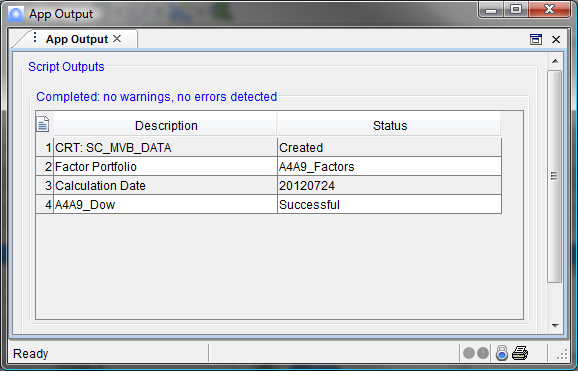 App Output
App Output
Script Outputs
Completed: no warnings, no errors detected
Description Status
1 CRT: SC_MVB_DATA Created
2 Factor Portfolio A4A9_Factors
3 Calculation Date 20120724
4 A4A9_Dow Successful
Ready